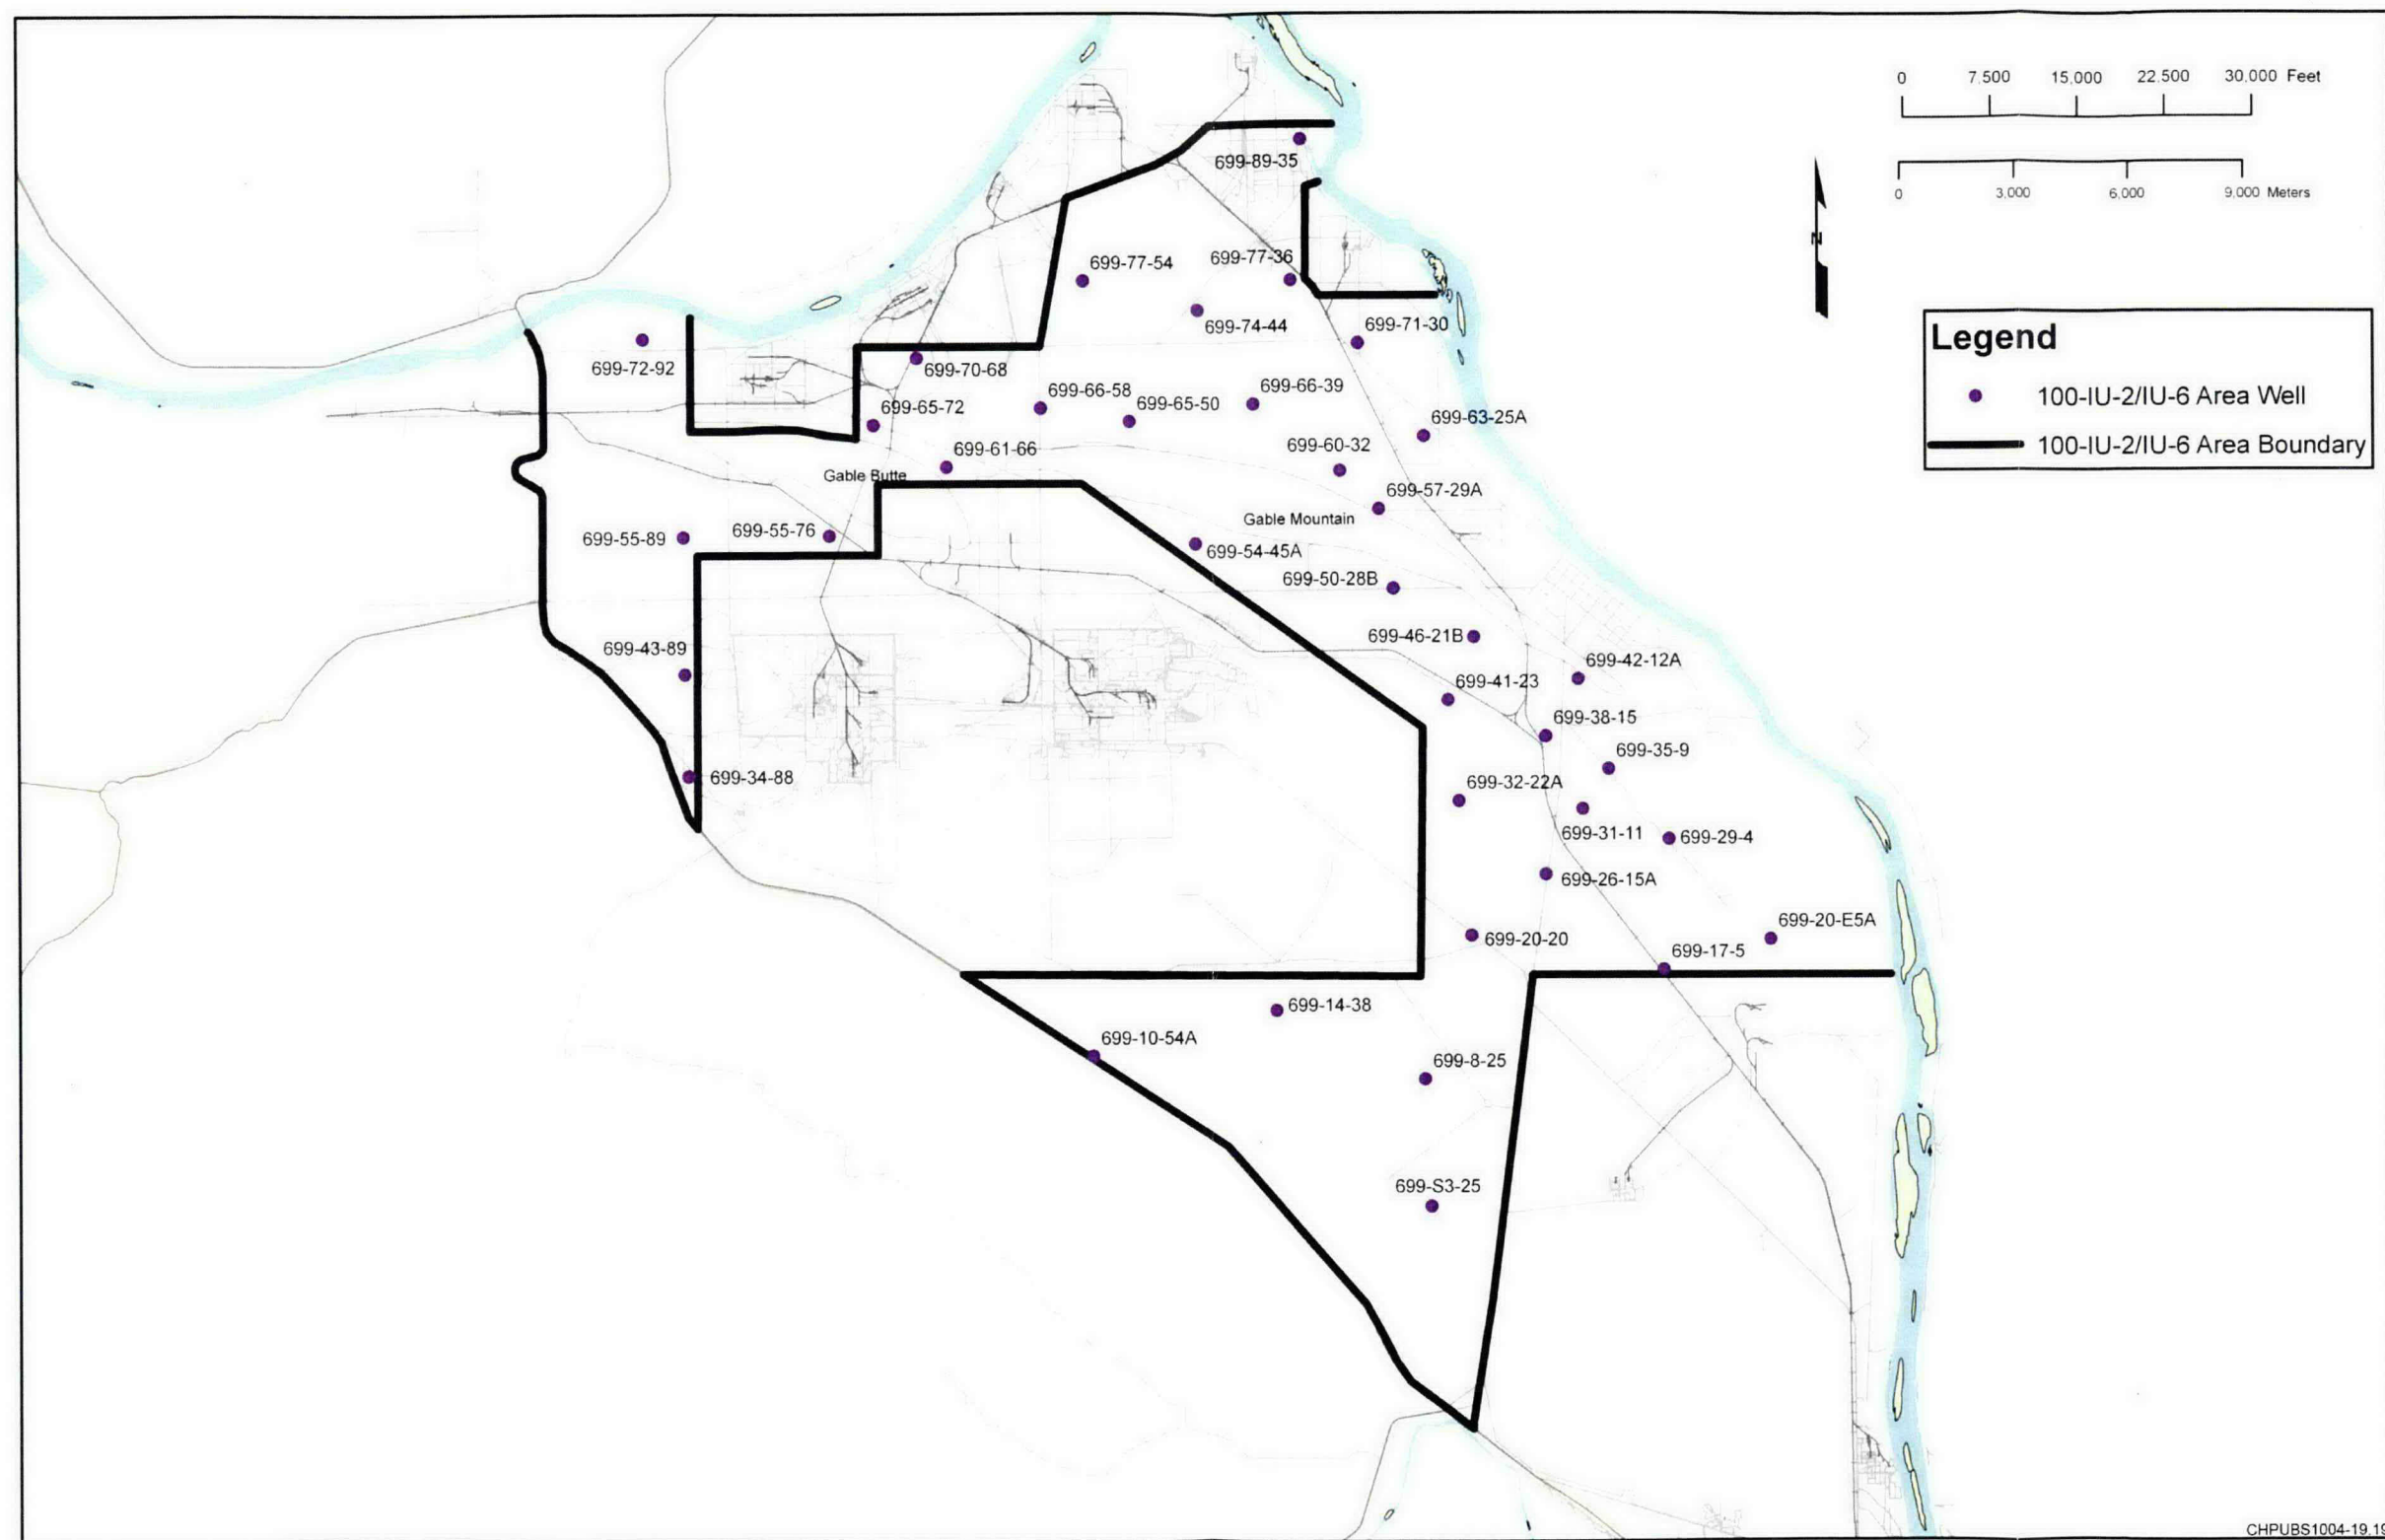 0 7,500 15,000 22,500 30,000 Feet
0 3,000 6,000 9,000 Meters
N
Legend
100-IU-2/IU-6 Area Well
100-IU-2/IU-6 Area Boundary
699-89-35
699-77-54
699-77-36
699-74-44
699-71-30
699-72-92
699-70-68
699-66-58
699-66-39
699-65-72
699-65-50
699-63-25A
699-61-66
699-60-32
Gable Butte
699-57-29A
Gable Mountain
699-55-89
699-55-76
699-54-45A
699-50-28B
699-46-21B
699-43-89
699-42-12A
699-41-23
699-38-15
699-35-9
699-34-88
699-32-22A
699-31-11
699-29-4
699-26-15A
699-20-E5A
699-20-20
699-17-5
699-14-38
699-10-54A
699-8-25
699-S3-25
CHPUBS1004-19.19